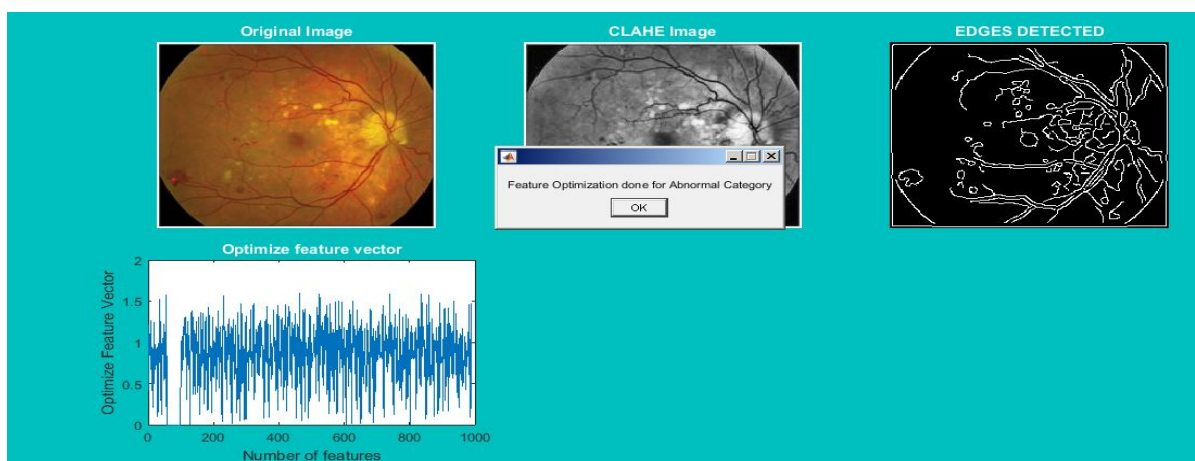 Original Image
CLAHE Image
EDGES DETECTED
Feature Optimization done for Abnormal Category
OK
Optimize feature vector
Optimize Feature Vector
2
1.5
1
0.5
0
0 200 400 600 800 1000
Number of features